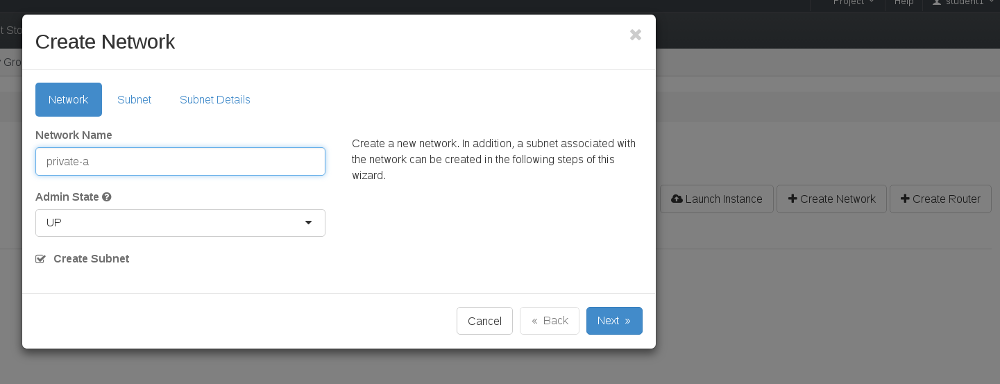 Project Help student1
t Sto
Create Network
Gro
Network Subnet Subnet Details
Network Name
private-a
Create a new network. In addition, a subnet associated with
the network can be created in the following steps of this
wizard.
Admin State
UP
Launch Instance Create Network Create Router
Create Subnet
Cancel « Back Next »